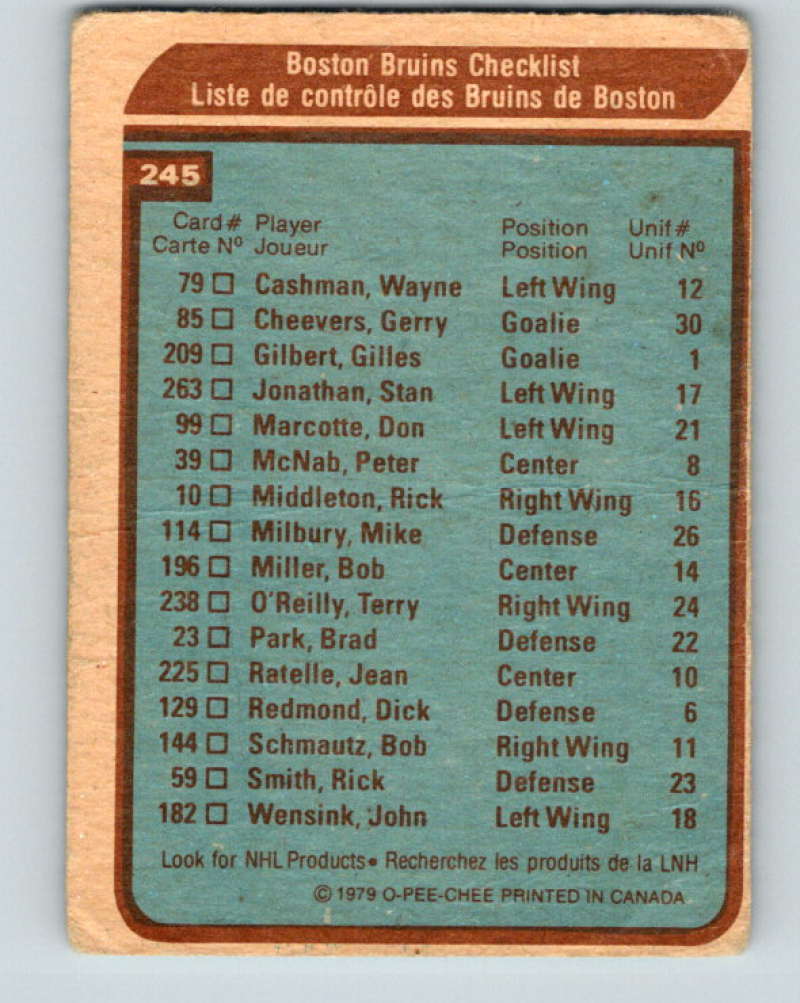 Boston Bruins Checklist
Liste de contrôle des Bruins de Boston
245
Card # Player Position Unif #
Carte Nº Joueur Position Unif Nº
79 □ Cashman, Wayne Left Wing 12
85 □ Cheevers, Gerry Goalie 30
209 □ Gilbert, Gilles Goalie 1
263 □ Jonathan, Stan Left Wing 17
99 □ Marcotte, Don Left Wing 21
39 □ McNab, Peter Center 8
10 □ Middleton, Rick Right Wing 16
114 □ Milbury, Mike Defense 26
196 □ Miller, Bob Center 14
238 □ O'Reilly, Terry Right Wing 24
23 □ Park, Brad Defense 22
225 □ Ratelle, Jean Center 10
129 □ Redmond, Dick Defense 6
144 □ Schmautz, Bob Right Wing 11
59 □ Smith, Rick Defense 23
182 □ Wensink, John Left Wing 18
Look for NHL Products • Recherchez les produits de la LNH
© 1979 O-PEE-CHEE PRINTED IN CANADA